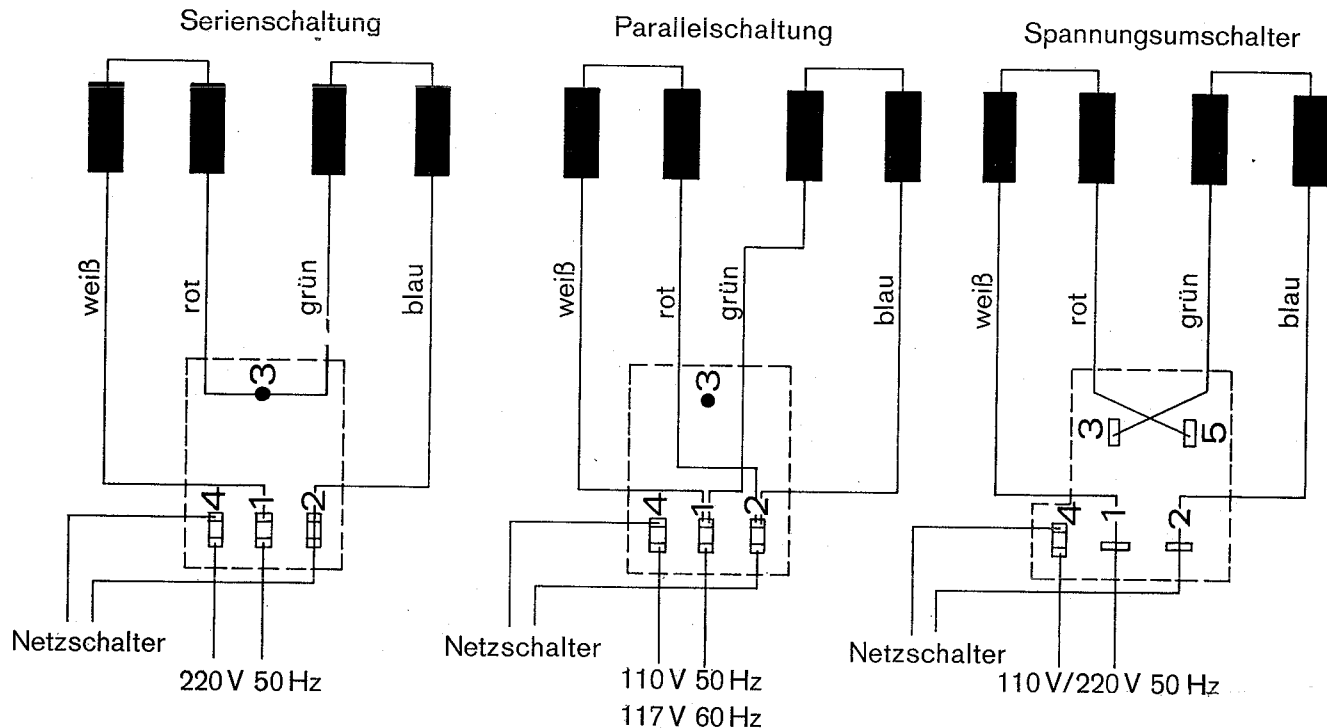 Serienschaltung
weiß
rot
grün
blau
3
4
1
2
Netzschalter
220 V 50 Hz
Parallelschaltung
weiß
rot
grün
blau
3
4
1
2
Netzschalter
110 V 50 Hz
117 V 60 Hz
Spannungsumschalter
weiß
rot
grün
blau
3
5
4
1
2
Netzschalter
110 V/220 V 50 Hz